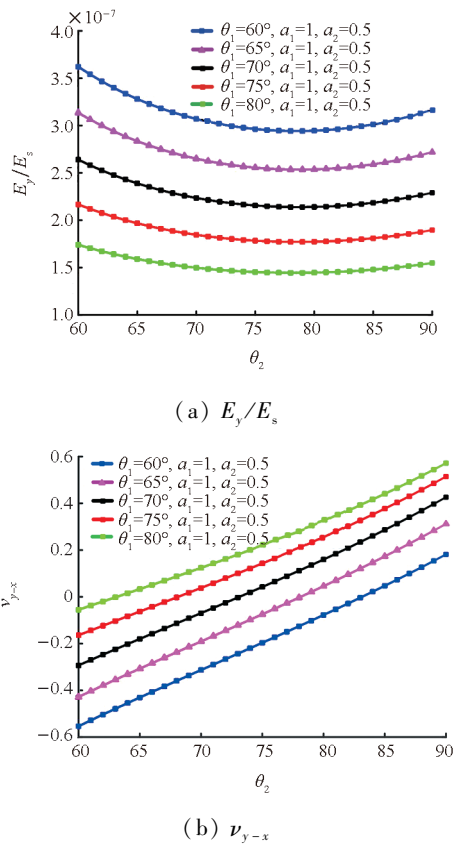 ×10⁻⁷
4.0
3.5
3.0
2.5
2.0
1.5
1.0
E_y/E_s
θ₁=60°, a₁=1, a₂=0.5
θ₁=65°, a₁=1, a₂=0.5
θ₁=70°, a₁=1, a₂=0.5
θ₁=75°, a₁=1, a₂=0.5
θ₁=80°, a₁=1, a₂=0.5
60 65 70 75 80 85 90
θ₂
(a) E_y/E_s
0.6
0.4
0.2
0
−0.2
−0.4
−0.6
ν_{y-x}
θ₁=60°, a₁=1, a₂=0.5
θ₁=65°, a₁=1, a₂=0.5
θ₁=70°, a₁=1, a₂=0.5
θ₁=75°, a₁=1, a₂=0.5
θ₁=80°, a₁=1, a₂=0.5
60 65 70 75 80 85 90
θ₂
(b) ν_{y-x}